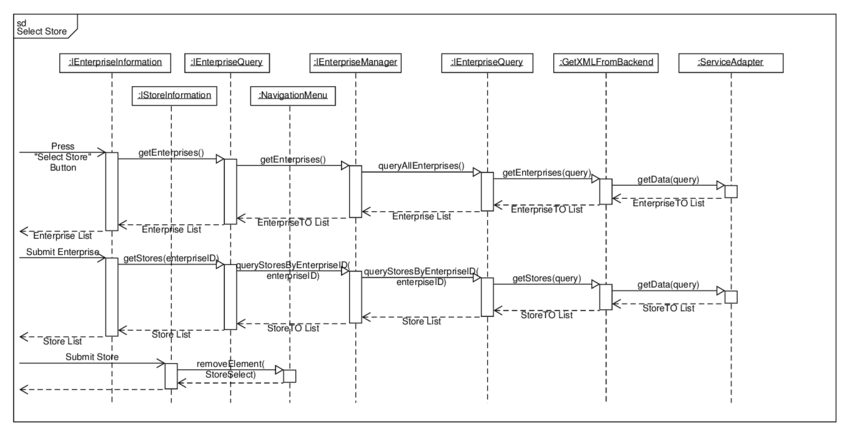 sd
Select Store
:IEnterpriseInformation
:IEnterpriseQuery
:IEnterpriseManager
:IEnterpriseQuery
:GetXMLFromBackend
:ServiceAdapter
:IStoreInformation
:NavigationMenu
Press
"Select Store"
Button
getEnterprises()
getEnterprises()
queryAllEnterprises()
getEnterprises(query)
getData(query)
Enterprise List
Enterprise List
EnterpriseTO List
Enterprise List
EnterpriseTO List
EnterpriseTO List
Submit Enterprise
getStores(enterpriseID)
queryStoresByEnterpriseID(
enterpriseID)
queryStoresByEnterpriseID(
enterpiseID)
getStores(query)
getData(query)
Store List
Store List
StoreTO List
Store List
StoreTO List
StoreTO List
Submit Store
removeElement(
StoreSelect)